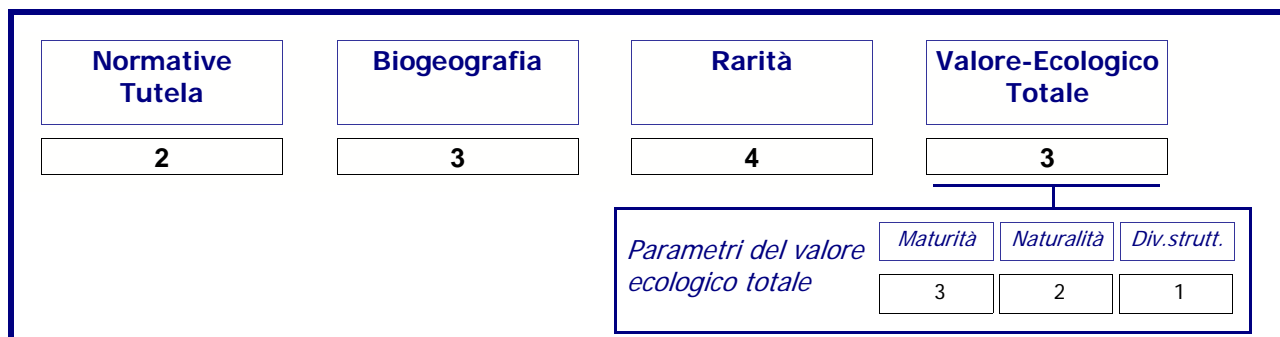 Normative
Tutela
Biogeografia
Rarità
Valore-Ecologico
Totale
2
3
4
3
Parametri del valore
ecologico totale
Maturità
Naturalità
Div.strutt.
3
2
1